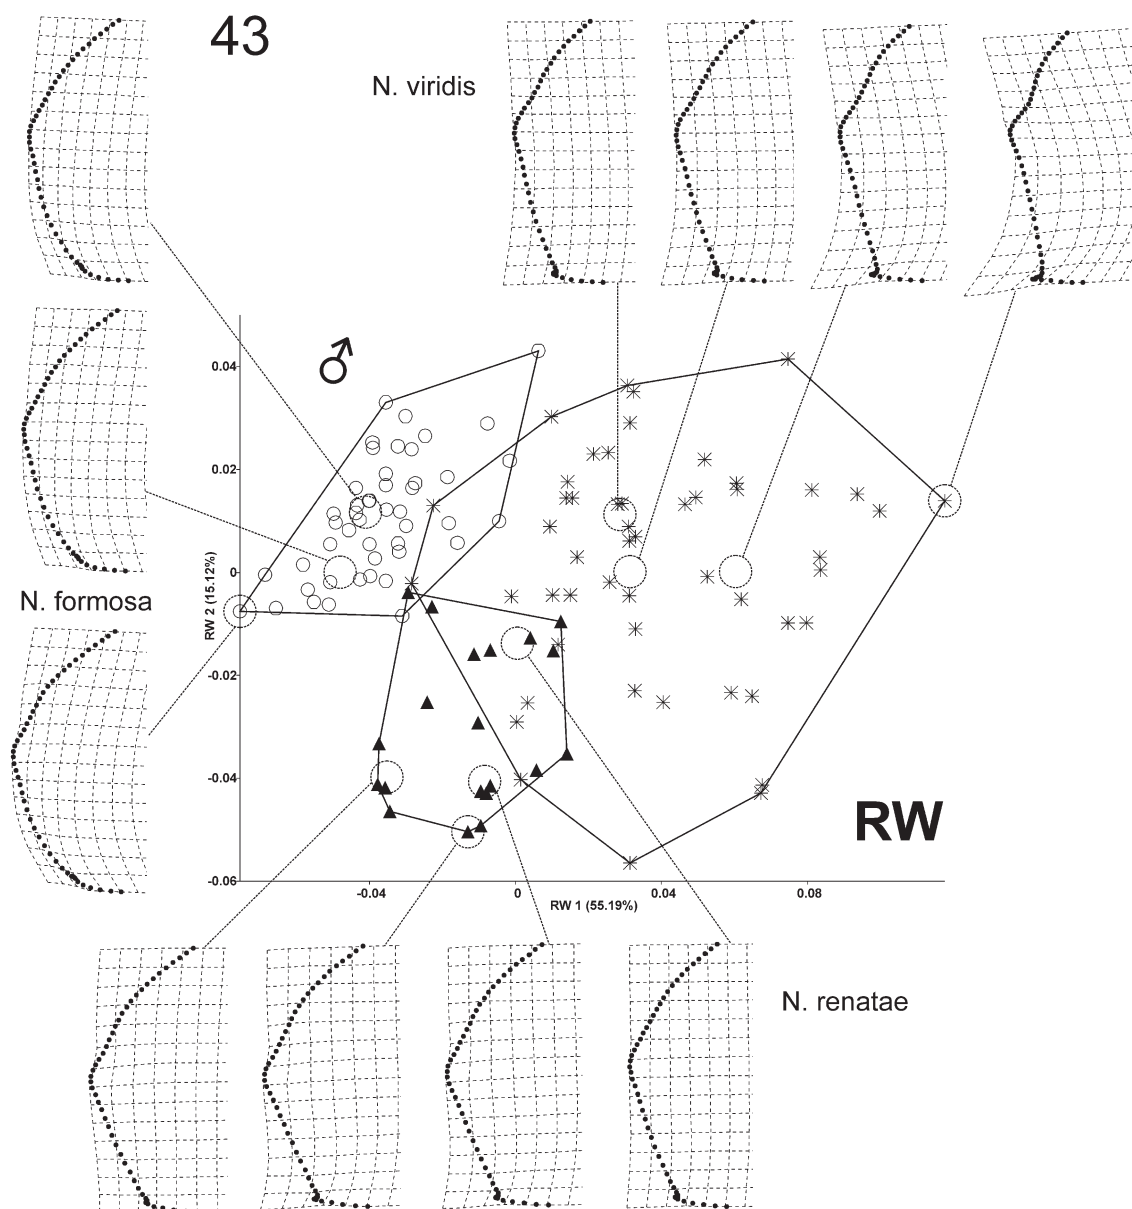 43
N. viridis
♂
0.04
0.02
0
N. formosa
RW 2 (15.12%)
-0.02
-0.04
RW
-0.06
-0.04
0
0.04
0.08
RW 1 (55.19%)
N. renatae